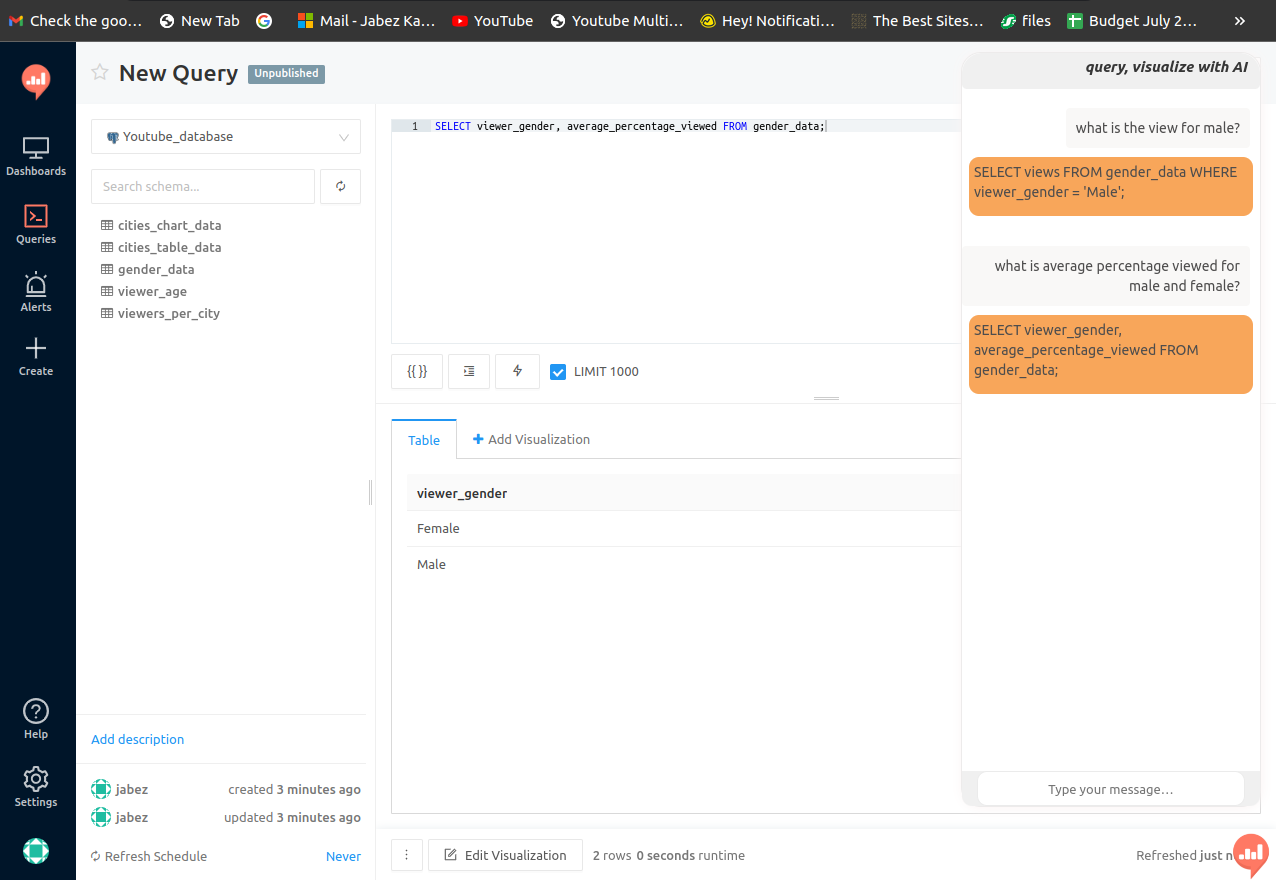 Check the goo…
New Tab
Mail - Jabez Ka…
YouTube
Youtube Multi…
Hey! Notificati…
The Best Sites…
files
Budget July 2…
»
New Query
Unpublished
query, visualize with AI
Dashboards
Queries
Alerts
Create
Help
Settings
Youtube_database
Search schema...
cities_chart_data
cities_table_data
gender_data
viewer_age
viewers_per_city
Add description
jabez created 3 minutes ago
jabez updated 3 minutes ago
Refresh Schedule Never
1 SELECT viewer_gender, average_percentage_viewed FROM gender_data;
{{ }}
LIMIT 1000
Table
Add Visualization
viewer_gender
Female
Male
Edit Visualization
2 rows 0 seconds runtime
Refreshed just n
what is the view for male?
SELECT views FROM gender_data WHERE
viewer_gender = 'Male';
what is average percentage viewed for
male and female?
SELECT viewer_gender,
average_percentage_viewed FROM
gender_data;
Type your message…